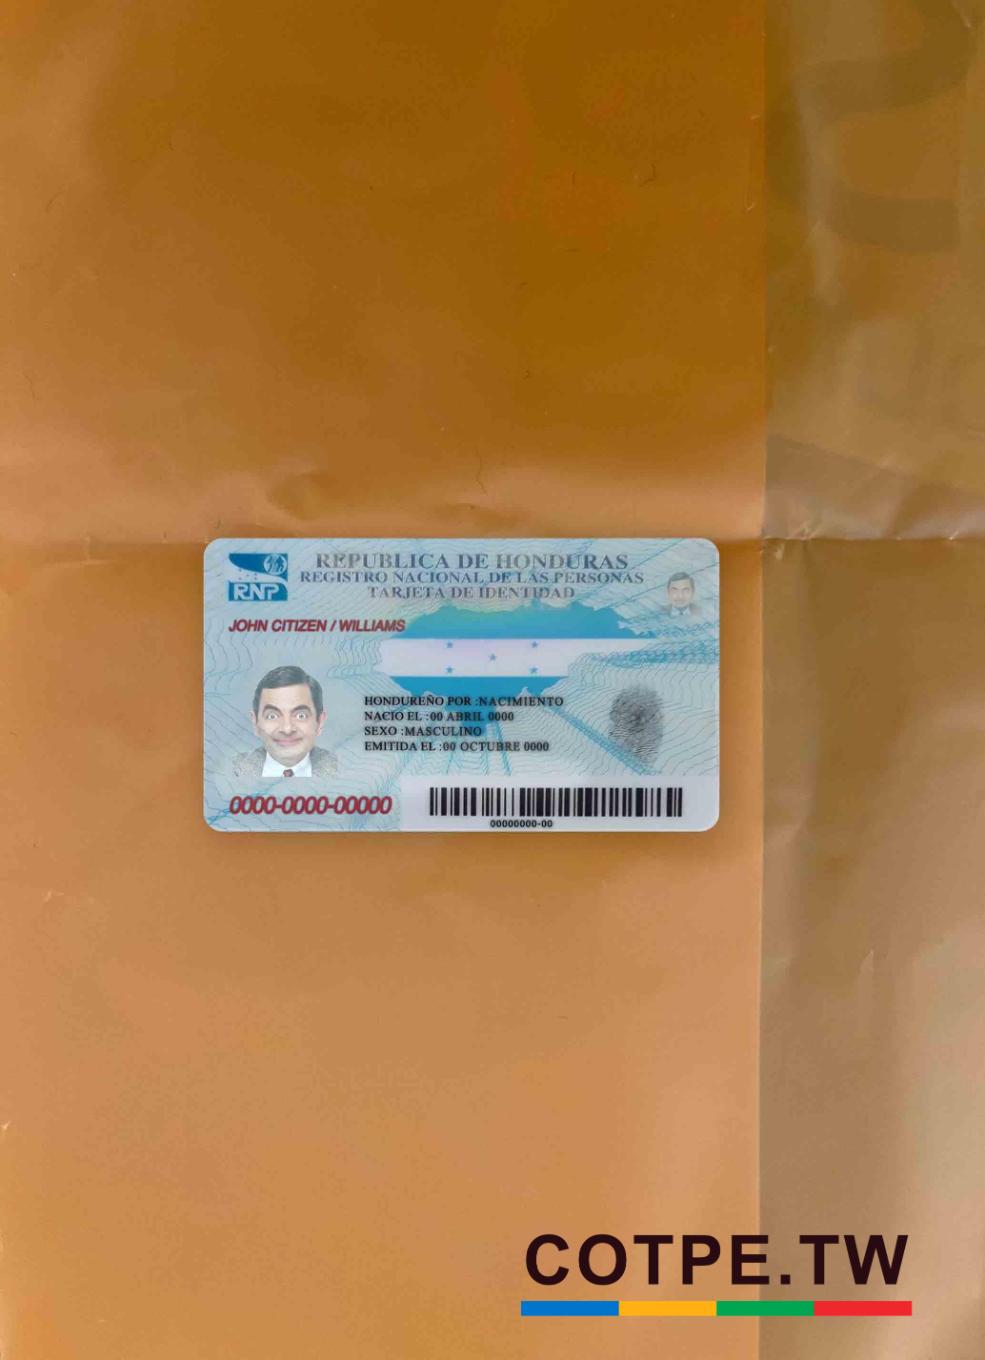 RNP
REPUBLICA DE HONDURAS
REGISTRO NACIONAL DE LAS PERSONAS
TARJETA DE IDENTIDAD
JOHN CITIZEN / WILLIAMS
HONDUREÑO POR :NACIMIENTO
NACIO EL :00 ABRIL 0000
SEXO :MASCULINO
EMITIDA EL :00 OCTUBRE 0000
0000-0000-00000
00000000-00
COTPE.TW